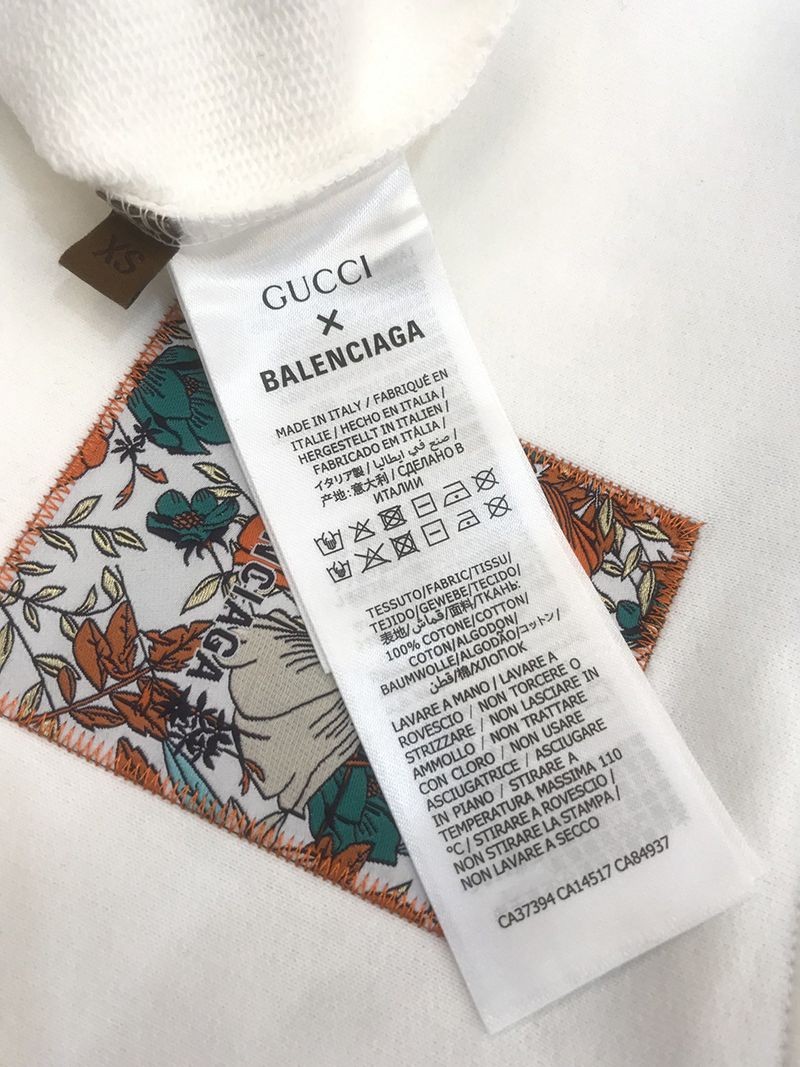 XS
GUCCI
×
BALENCIAGA
MADE IN ITALY / FABRIQUÉ EN
ITALIE / HECHO EN ITALIA /
HERGESTELLT IN ITALIEN /
FABRICADO EM ITÁLIA /
イタリア製 / صنع في ايطاليا /
产地: 意大利 / СДЕЛАНО В
ИТАЛИИ
TESSUTO/FABRIC/TISSU/
TEJIDO/GEWEBE/TECIDO/
表地/قماش/面料/ТКАНЬ:
100% COTONE/COTTON/
COTON/ALGODON/
BAUMWOLLE/ALGODÃO/コットン/
قطن/棉/ХЛОПОК
LAVARE A MANO / LAVARE A
ROVESCIO / NON TORCERE O
STRIZZARE / NON LASCIARE IN
AMMOLLO / NON TRATTARE
CON CLORO / NON USARE
ASCIUGATRICE / ASCIUGARE
IN PIANO / STIRARE A
TEMPERATURA MASSIMA 110
°C / STIRARE A ROVESCIO /
NON STIRARE LA STAMPA /
NON LAVARE A SECCO
CA37394 CA14517 CA84937
NCIAGA